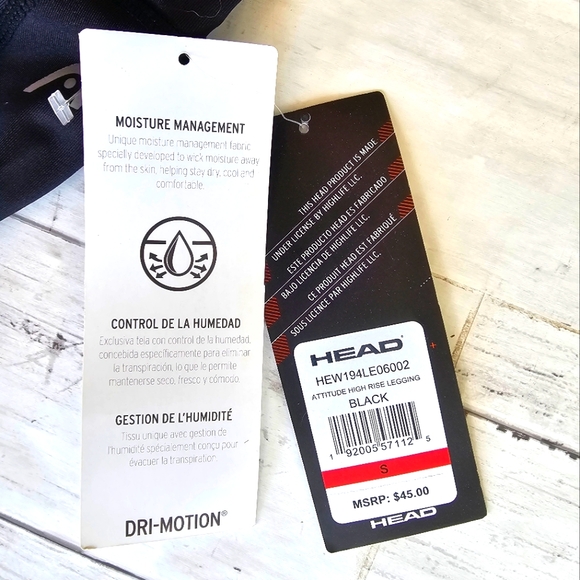 MOISTURE MANAGEMENT
Unique moisture management fabric
specially developed to wick moisture away
from the skin, helping stay dry, cool and
comfortable.
CONTROL DE LA HUMEDAD
Exclusiva tela con control de la humedad,
concebida específicamente para eliminar
la transpiración, lo que le permite
mantenerse seco, fresco y cómodo.
GESTION DE L'HUMIDITÉ
Tissu unique avec gestion de
l'humidité spécialement conçu pour
évacuer la transpiration.
DRI-MOTION®
THIS HEAD PRODUCT IS MADE
UNDER LICENSE BY HIGHLIFE LLC.
ESTE PRODUCTO HEAD ES FABRICADO
BAJO LICENCIA DE HIGHLIFE LLC.
CE PRODUIT HEAD EST FABRIQUÉ
SOUS LICENCE PAR HIGHLIFE LLC.
HEAD
HEW194LE06002
ATTITUDE HIGH RISE LEGGING
BLACK
1 92005 57112 5
S
MSRP: $45.00
HEAD